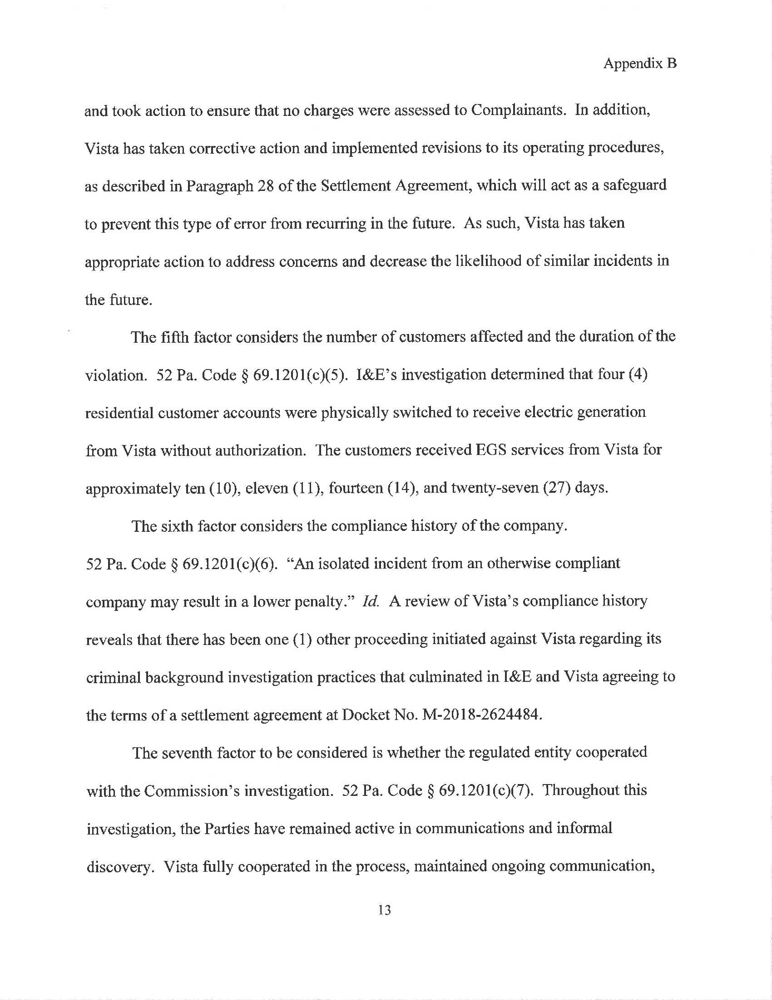 Appendix B
and took action to ensure that no charges were assessed to Complainants. In addition,
Vista has taken corrective action and implemented revisions to its operating procedures,
as described in Paragraph 28 of the Settlement Agreement, which will act as a safeguard
to prevent this type of error from recurring in the future. As such, Vista has taken
appropriate action to address concerns and decrease the likelihood of similar incidents in
the future.
The fifth factor considers the number of customers affected and the duration of the
violation. 52 Pa. Code § 69.1201(c)(5). I&E's investigation determined that four (4)
residential customer accounts were physically switched to receive electric generation
from Vista without authorization. The customers received EGS services from Vista for
approximately ten (10), eleven (11), fourteen (14), and twenty-seven (27) days.
The sixth factor considers the compliance history of the company.
52 Pa. Code § 69.1201(c)(6). “An isolated incident from an otherwise compliant
company may result in a lower penalty.” Id. A review of Vista's compliance history
reveals that there has been one (1) other proceeding initiated against Vista regarding its
criminal background investigation practices that culminated in I&E and Vista agreeing to
the terms of a settlement agreement at Docket No. M-2018-2624484.
The seventh factor to be considered is whether the regulated entity cooperated
with the Commission's investigation. 52 Pa. Code § 69.1201(c)(7). Throughout this
investigation, the Parties have remained active in communications and informal
discovery. Vista fully cooperated in the process, maintained ongoing communication,
13